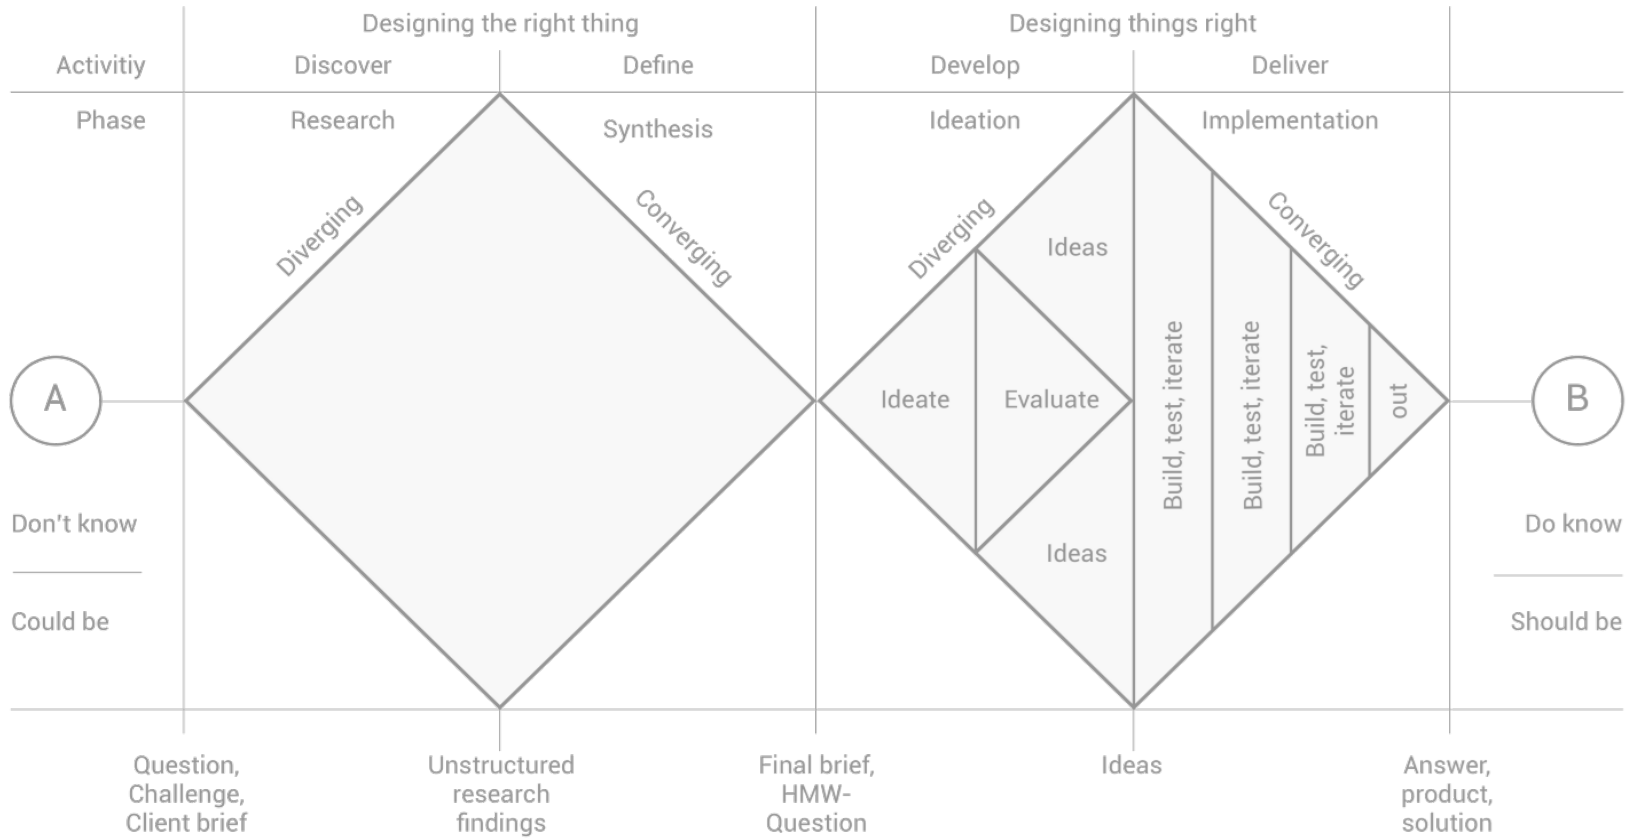 Designing the right thing
Designing things right
Activitiy
Discover
Define
Develop
Deliver
Phase
Research
Synthesis
Ideation
Implementation
Diverging
Converging
Diverging
Converging
Ideas
A
Ideate
Evaluate
Build, test, iterate
Build, test, iterate
Build, test,
iterate
out
B
Don't know
Could be
Ideas
Do know
Should be
Question,
Challenge,
Client brief
Unstructured
research
findings
Final brief,
HMW-
Question
Ideas
Answer,
product,
solution